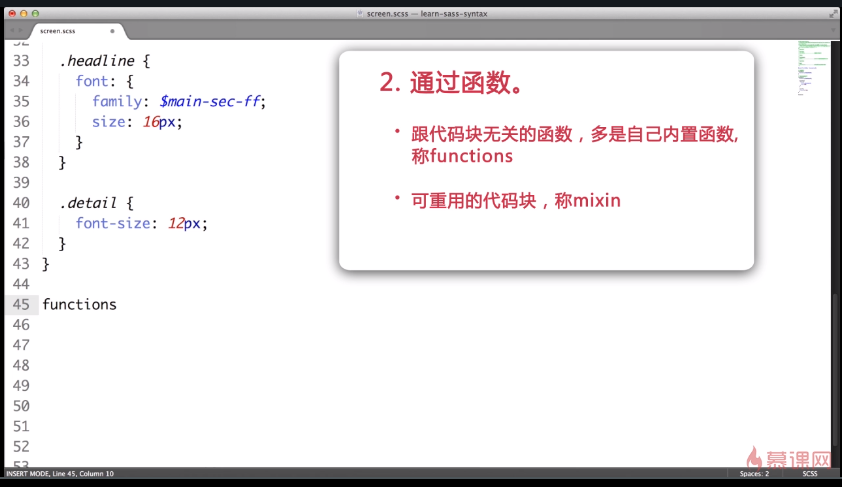 screen.scss — learn-sass-syntax
screen.scss
32
33 .headline {
34 font: {
35 family: $main-sec-ff;
36 size: 16px;
37 }
38 }
39
40 .detail {
41 font-size: 12px;
42 }
43 }
44
45 functions
46
47
48
49
50
51
52
53
2. 通过函数。
• 跟代码块无关的函数，多是自己内置函数,
称functions
• 可重用的代码块，称mixin
慕课网
INSERT MODE, Line 45, Column 10
Spaces: 2
SCSS